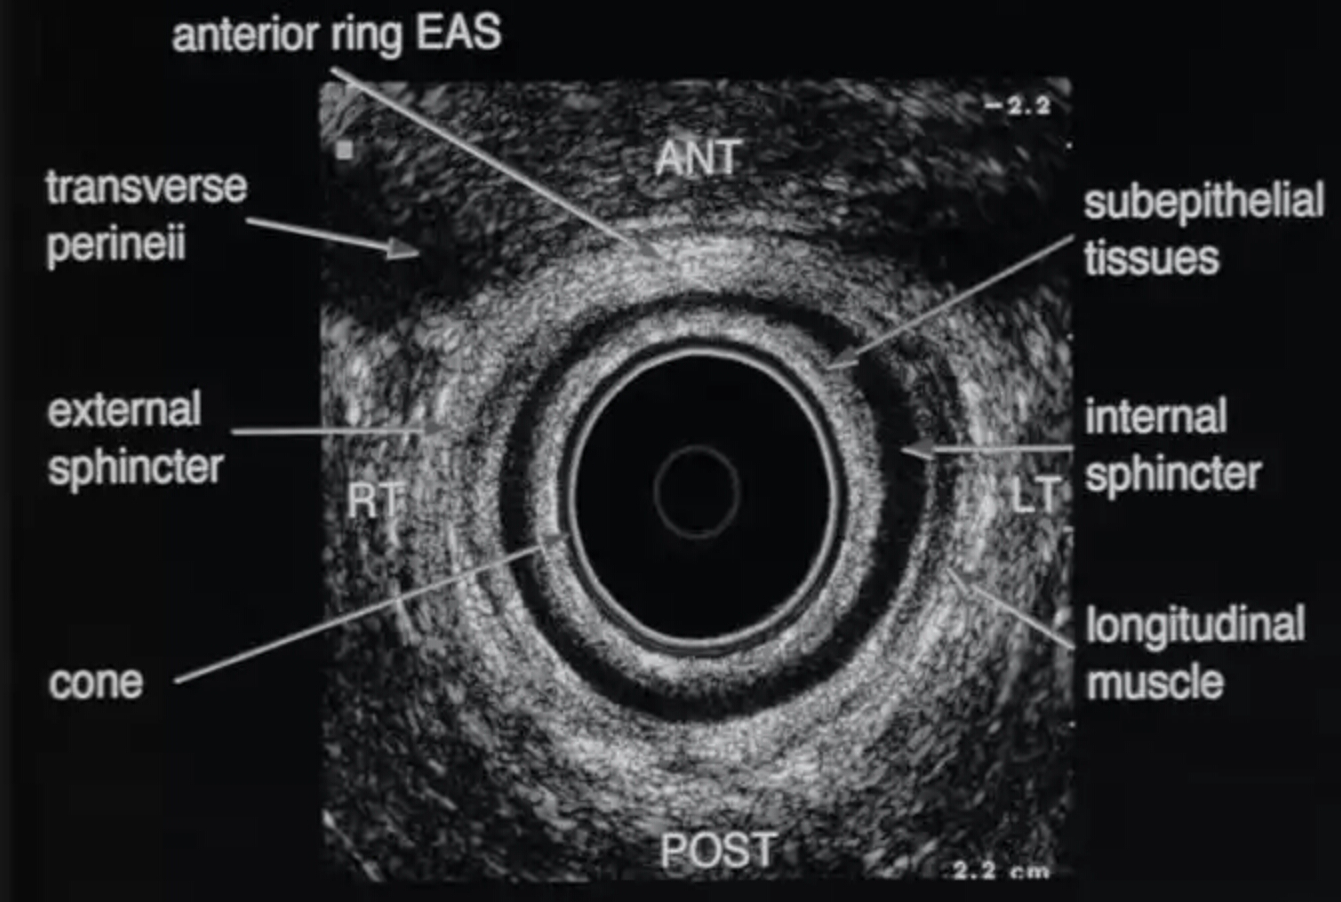 anterior ring EAS
-2.2
ANT
transverse
perineii
subepithelial
tissues
external
sphincter
internal
sphincter
RT
LT
cone
longitudinal
muscle
POST
2.2 cm